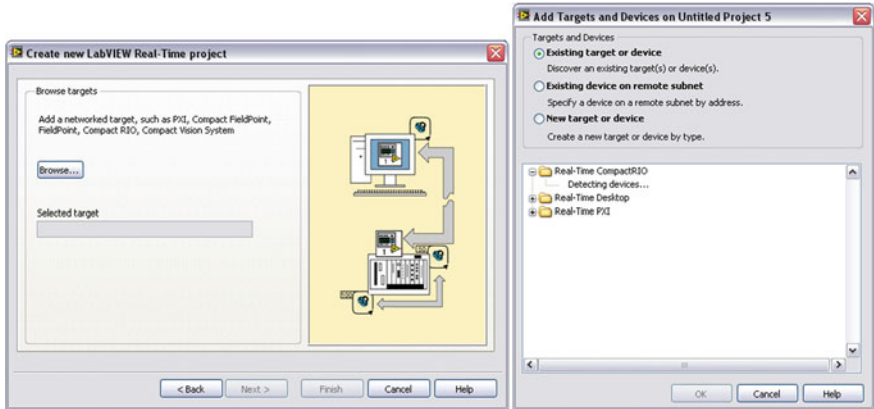 Create new LabVIEW Real-Time project
Browse targets
Add a networked target, such as PXI, Compact FieldPoint,
FieldPoint, Compact RIO, Compact Vision System
Browse...
Selected target
< Back
Next >
Finish
Cancel
Help
Add Targets and Devices on Untitled Project 5
Targets and Devices
Existing target or device
Discover an existing target(s) or device(s).
Existing device on remote subnet
Specify a device on a remote subnet by address.
New target or device
Create a new target or device by type.
Real-Time CompactRIO
Detecting devices...
Real-Time Desktop
Real-Time PXI
OK
Cancel
Help